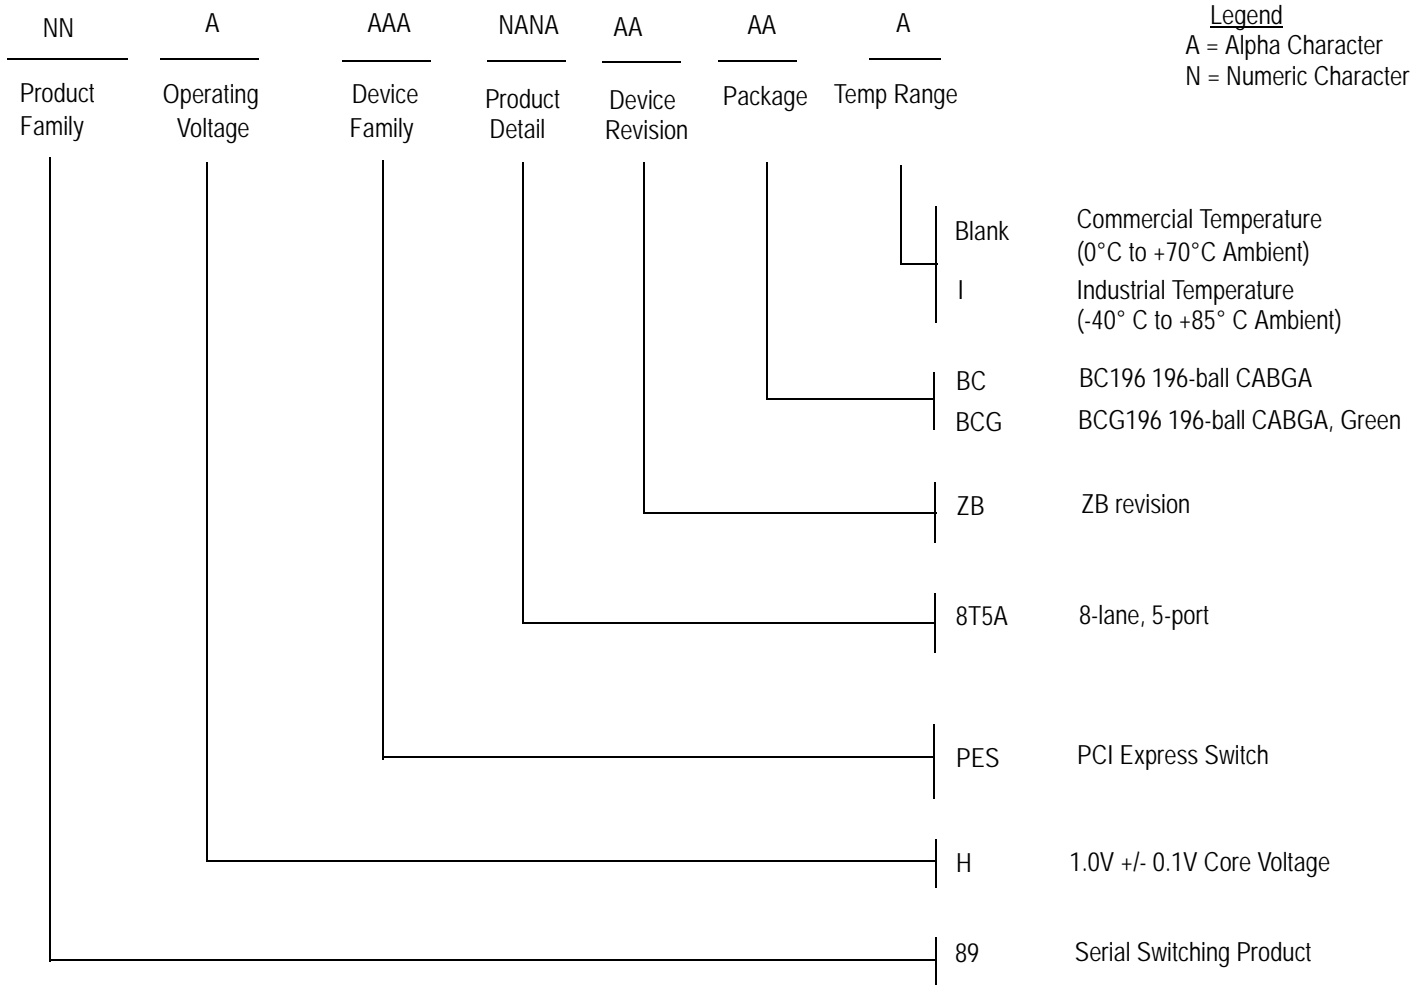 NN A AAA NANA AA AA A
Legend
A = Alpha Character
N = Numeric Character
Product
Family
Operating
Voltage
Device
Family
Product
Detail
Device
Revision
Package
Temp Range
Blank Commercial Temperature
(0°C to +70°C Ambient)
I Industrial Temperature
(-40° C to +85° C Ambient)
BC BC196 196-ball CABGA
BCG BCG196 196-ball CABGA, Green
ZB ZB revision
8T5A 8-lane, 5-port
PES PCI Express Switch
H 1.0V +/- 0.1V Core Voltage
89 Serial Switching Product